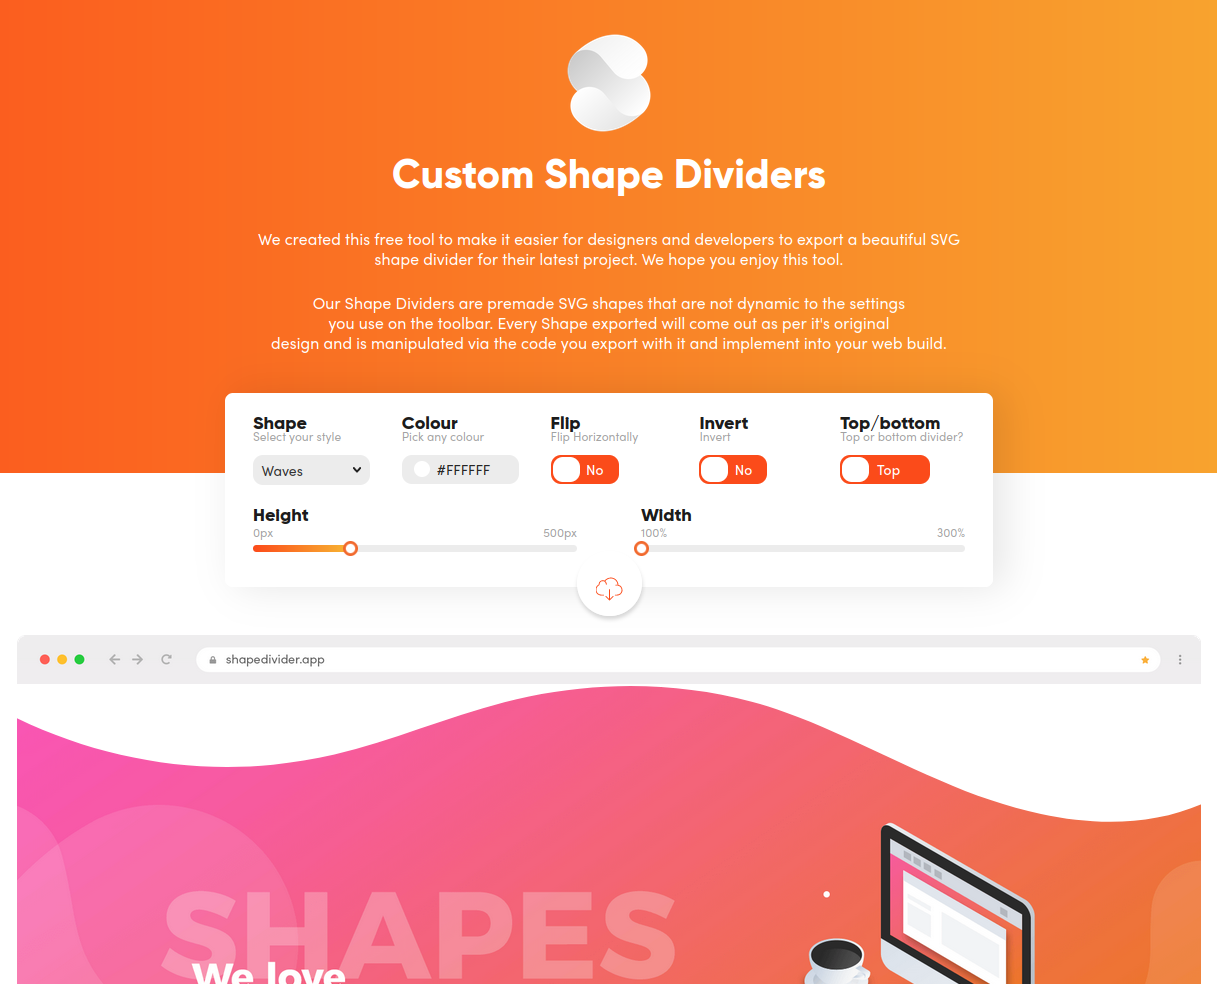 Custom Shape Dividers
We created this free tool to make it easier for designers and developers to export a beautiful SVG
shape divider for their latest project. We hope you enjoy this tool.
Our Shape Dividers are premade SVG shapes that are not dynamic to the settings
you use on the toolbar. Every Shape exported will come out as per it's original
design and is manipulated via the code you export with it and implement into your web build.
Shape Colour Flip Invert Top/bottom
Select your style Pick any colour Flip Horizontally Invert Top or bottom divider?
Waves #FFFFFF No No Top
Height Width
0px 500px 100% 300%
shapedivider.app
SHAPES
We love